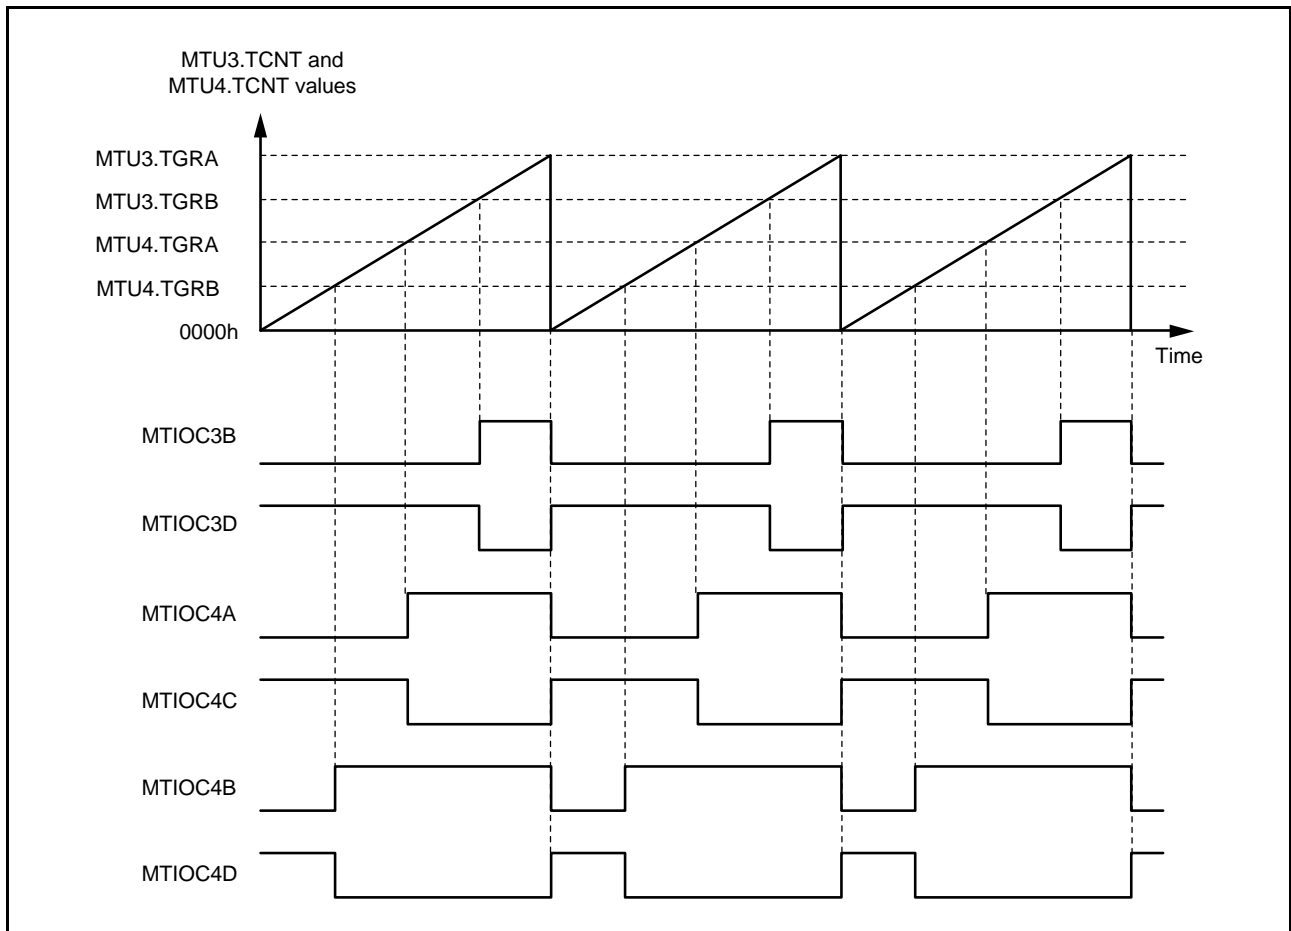 MTU3.TCNT and
MTU4.TCNT values
MTU3.TGRA
MTU3.TGRB
MTU4.TGRA
MTU4.TGRB
0000h
Time
MTIOC3B
MTIOC3D
MTIOC4A
MTIOC4C
MTIOC4B
MTIOC4D